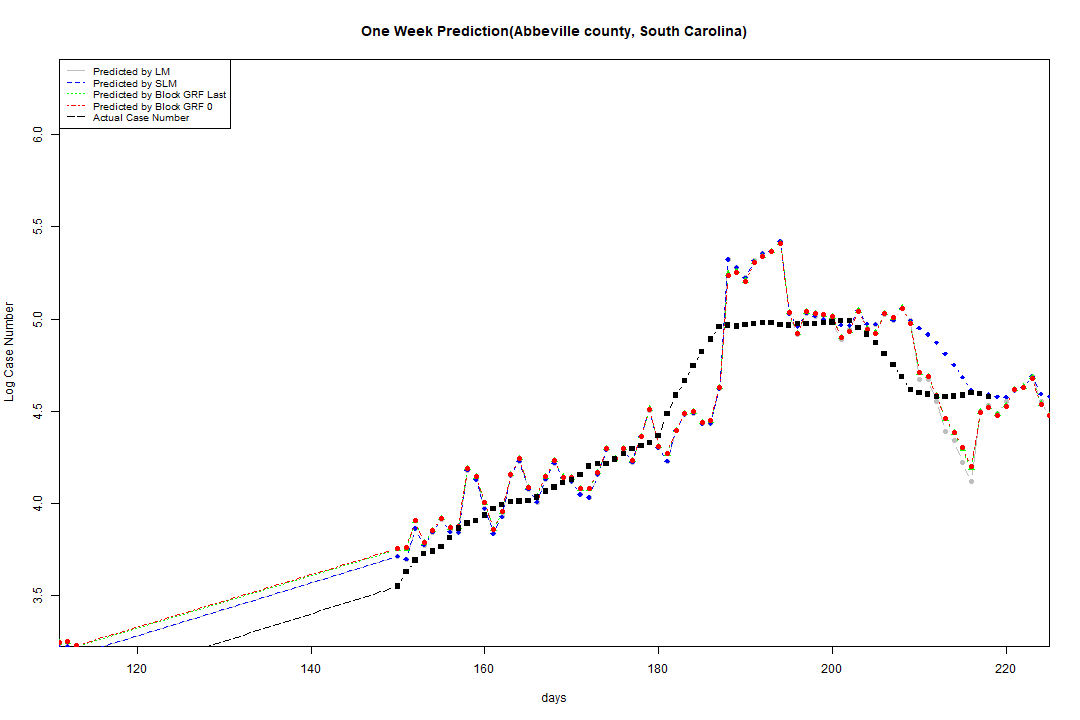 One Week Prediction(Abbeville county, South Carolina)
Predicted by LM
Predicted by SLM
Predicted by Block GRF Last
Predicted by Block GRF 0
Actual Case Number
6.0
5.5
5.0
4.5
4.0
3.5
Log Case Number
120 140 160 180 200 220
days